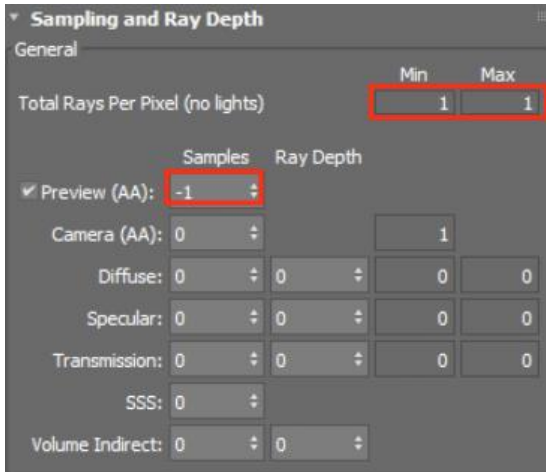 Sampling and Ray Depth
General
Min Max
Total Rays Per Pixel (no lights) 1 1
Samples Ray Depth
Preview (AA): -1
Camera (AA): 0 1
Diffuse: 0 0 0 0
Specular: 0 0 0 0
Transmission: 0 0 0 0
SSS: 0
Volume Indirect: 0 0